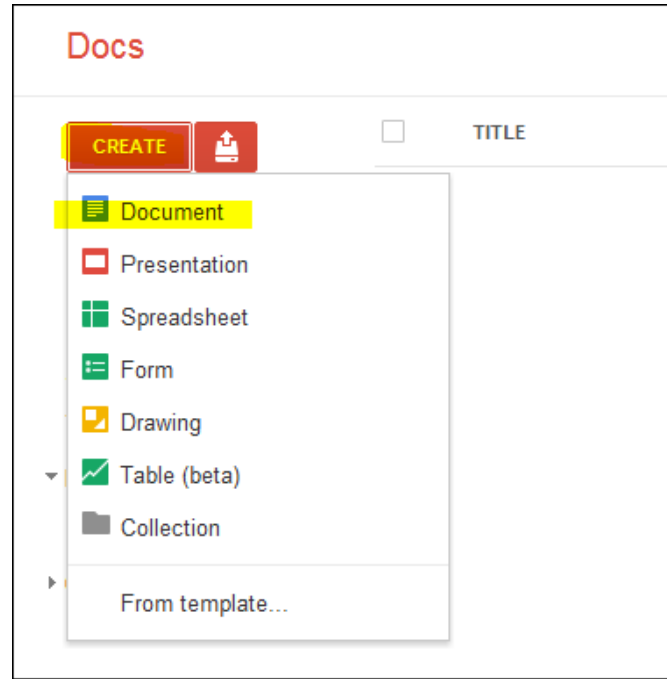 Docs
CREATE
TITLE
Document
Presentation
Spreadsheet
Form
Drawing
Table (beta)
Collection
From template...